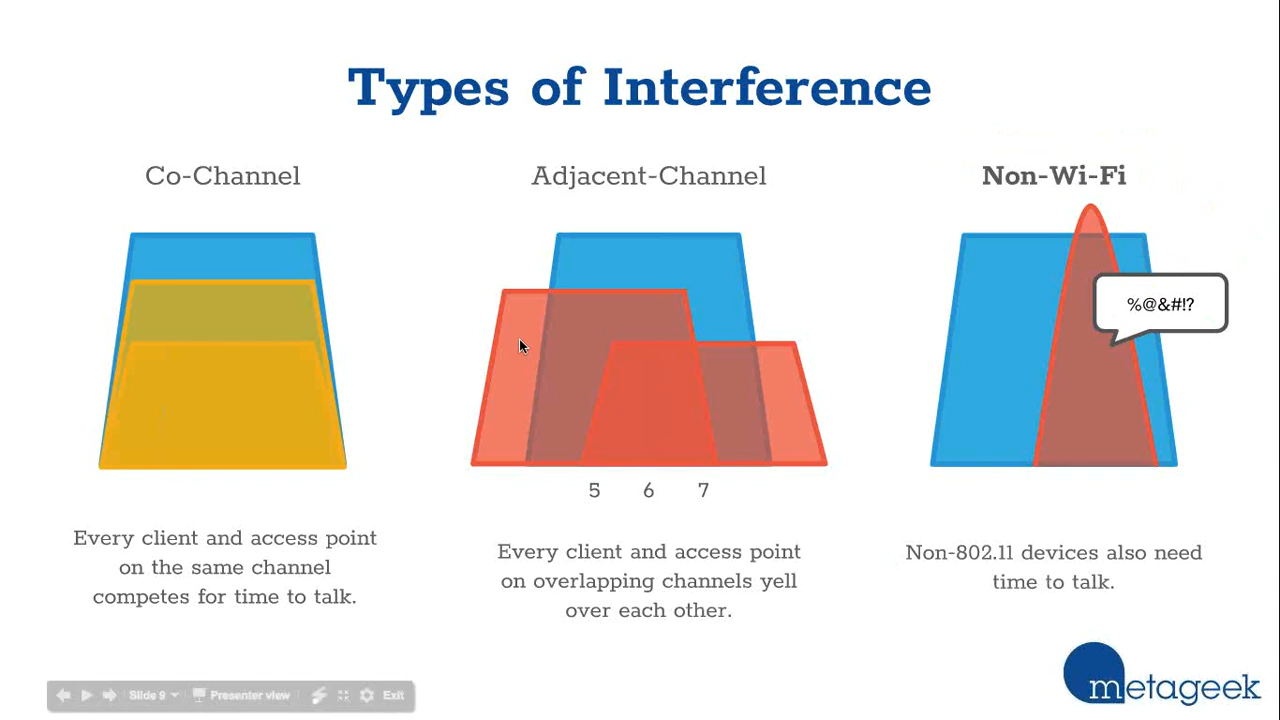 Types of Interference
Co-Channel
Every client and access point
on the same channel
competes for time to talk.
Adjacent-Channel
5 6 7
Every client and access point
on overlapping channels yell
over each other.
Non-Wi-Fi
%@&#!?
Non-802.11 devices also need
time to talk.
metageek
Slide 9 Presenter view Exit